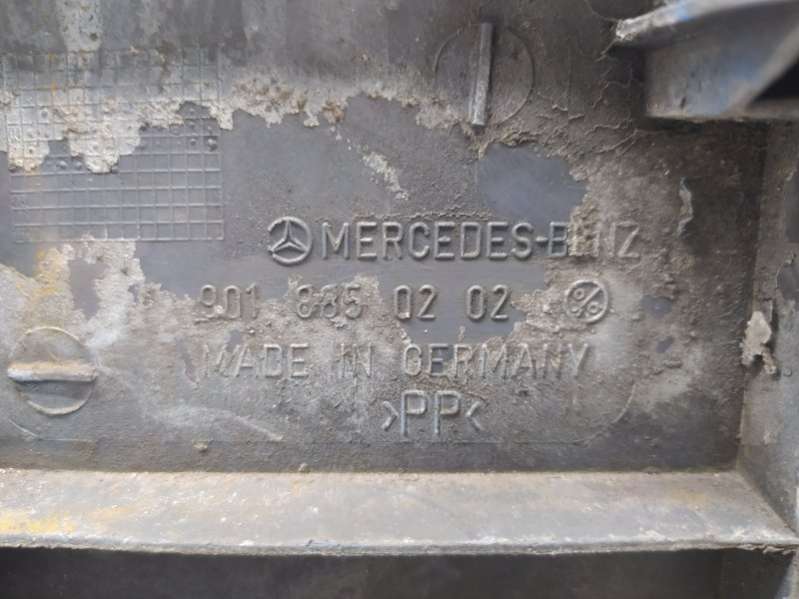 MERCEDES-BENZ
901 885 02 02 %
MADE IN GERMANY
>PP<